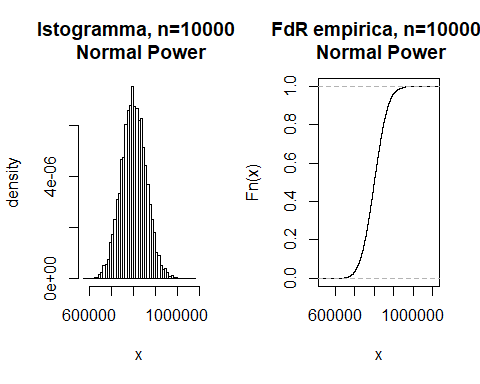 Istogramma, n=10000
Normal Power
density
0e+00
4e-06
600000
1000000
x
FdR empirica, n=10000
Normal Power
Fn(x)
0.0
0.2
0.4
0.6
0.8
1.0
600000
1000000
x